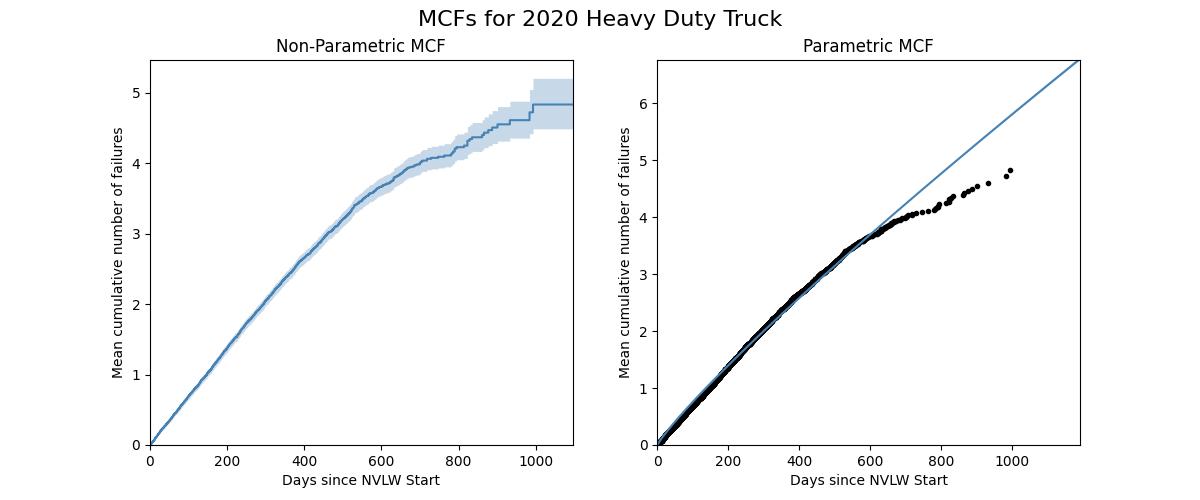 MCFs for 2020 Heavy Duty Truck
Non-Parametric MCF
Mean cumulative number of failures
5
4
3
2
1
0
0 200 400 600 800 1000
Days since NVLW Start
Parametric MCF
Mean cumulative number of failures
6
5
4
3
2
1
0
0 200 400 600 800 1000
Days since NVLW Start